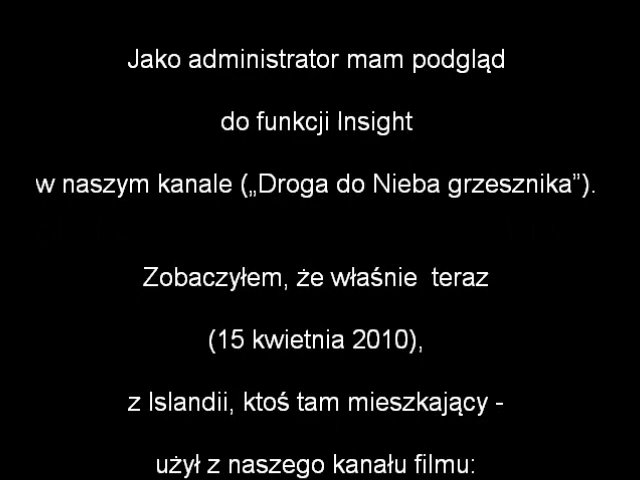 Jako administrator mam podgląd
do funkcji Insight
w naszym kanale („Droga do Nieba grzesznika”).
Zobaczyłem, że właśnie teraz
(15 kwietnia 2010),
z Islandii, ktoś tam mieszkający -
użył z naszego kanału filmu: